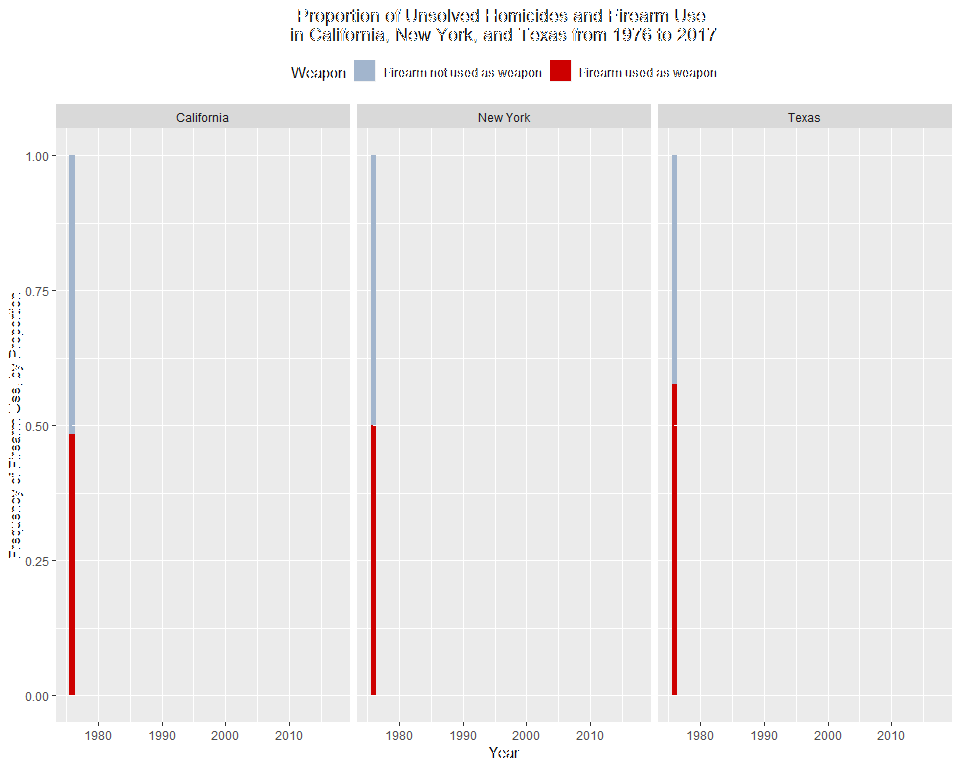 Proportion of Unsolved Homicides and Firearm Use
in California, New York, and Texas from 1976 to 2017
Weapon Firearm not used as weapon Firearm used as weapon
California New York Texas
1.00
0.75
0.50
0.25
0.00
Frequency of Firearm Use, by Proportion
1980 1990 2000 2010 1980 1990 2000 2010 1980 1990 2000 2010
Year